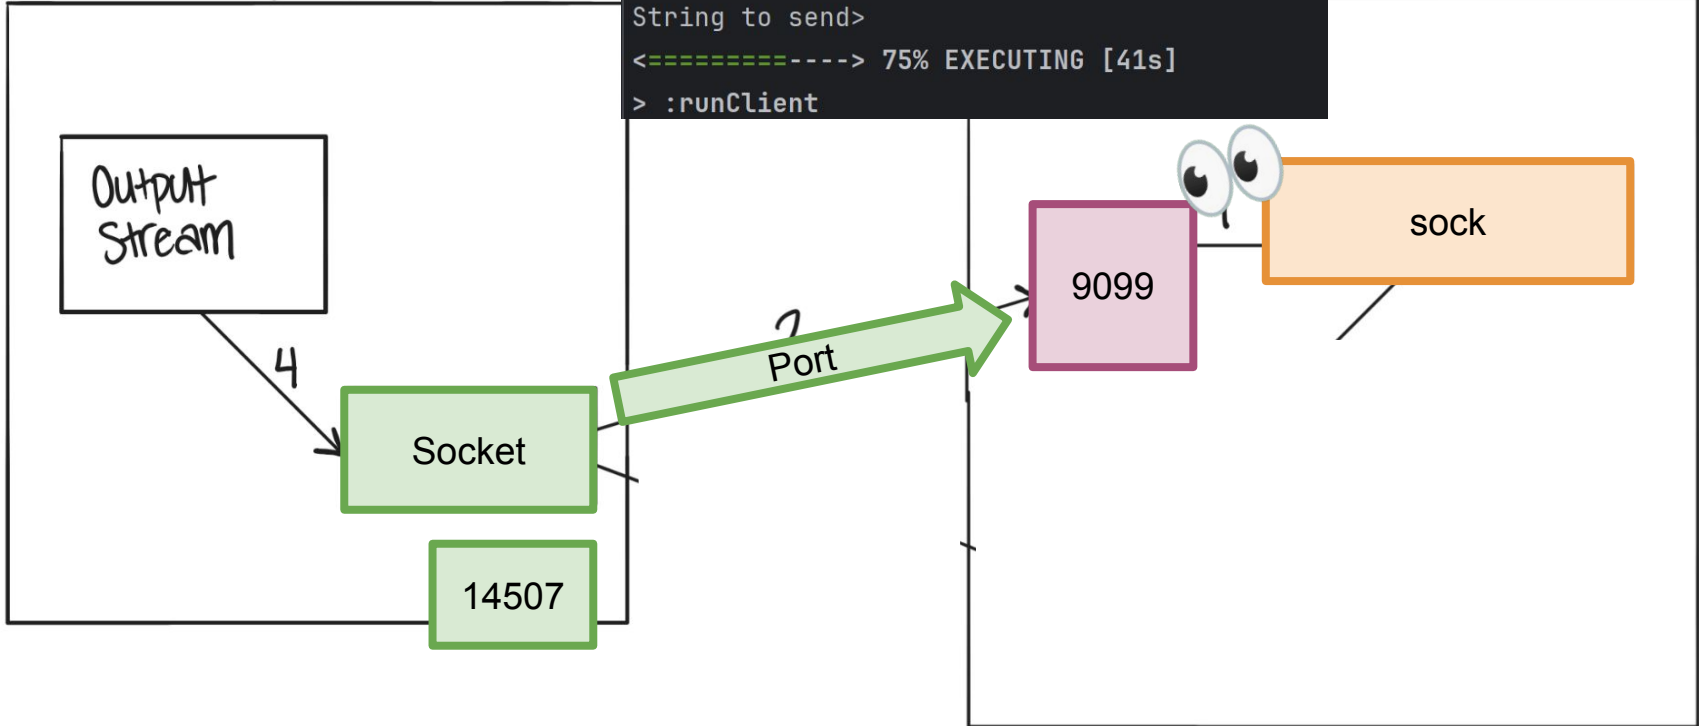 String to send>
<=========----> 75% EXECUTING [41s]
> :runClient
Output
Stream
4
Socket
14507
Port
9099
sock